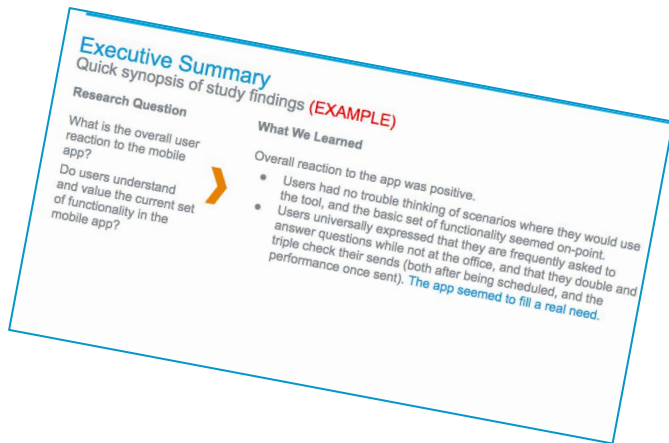 Executive Summary
Quick synopsis of study findings (EXAMPLE)
Research Question
What is the overall user
reaction to the mobile
app?
Do users understand
and value the current set
of functionality in the
mobile app?
What We Learned
Overall reaction to the app was positive.
• Users had no trouble thinking of scenarios where they would use
the tool, and the basic set of functionality seemed on-point.
• Users universally expressed that they are frequently asked to
answer questions while not at the office, and that they double and
triple check their sends (both after being scheduled, and the
performance once sent). The app seemed to fill a real need.